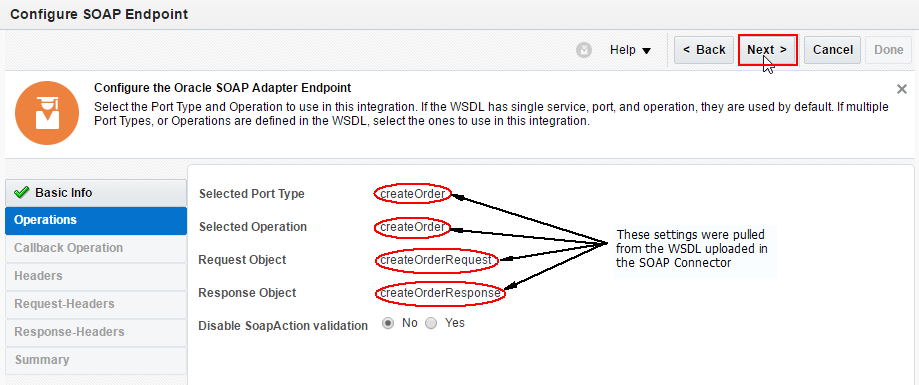 Configure SOAP Endpoint
Help
< Back
Next >
Cancel
Done
Configure the Oracle SOAP Adapter Endpoint
Select the Port Type and Operation to use in this integration. If the WSDL has single service, port, and operation, they are used by default. If multiple
Port Types, or Operations are defined in the WSDL, select the ones to use in this integration.
Basic Info
Operations
Callback Operation
Headers
Request-Headers
Response-Headers
Summary
Selected Port Type createOrder
Selected Operation createOrder
Request Object createOrderRequest
Response Object createOrderResponse
Disable SoapAction validation No Yes
These settings were pulled
from the WSDL uploaded in
the SOAP Connector